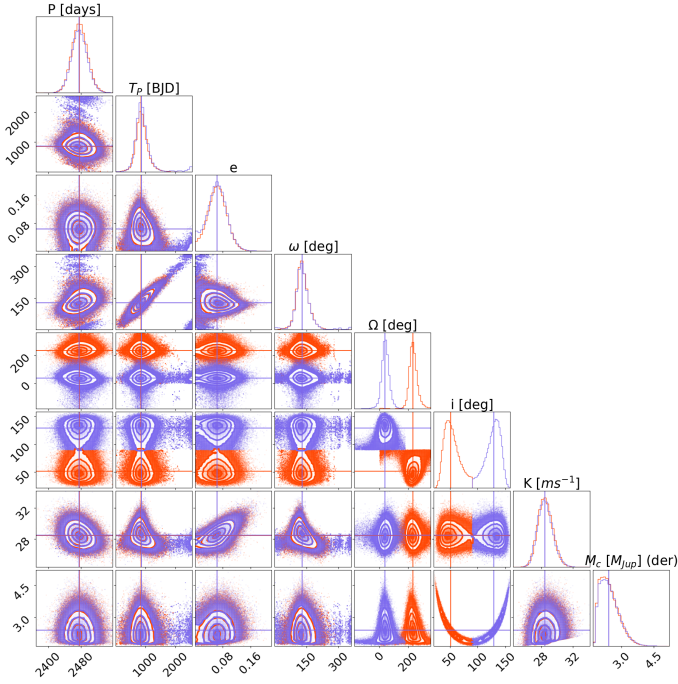 P [days]
T_P [BJD]
2000
1000
e
0.16
0.08
ω [deg]
300
150
Ω [deg]
200
0
i [deg]
150
100
50
K [ms⁻¹]
32
28
M_c [M_Jup] (der)
4.5
3.0
2400 2480 1000 2000 0.08 0.16 150 300 0 200 50 100 150 28 32 3.0 4.5